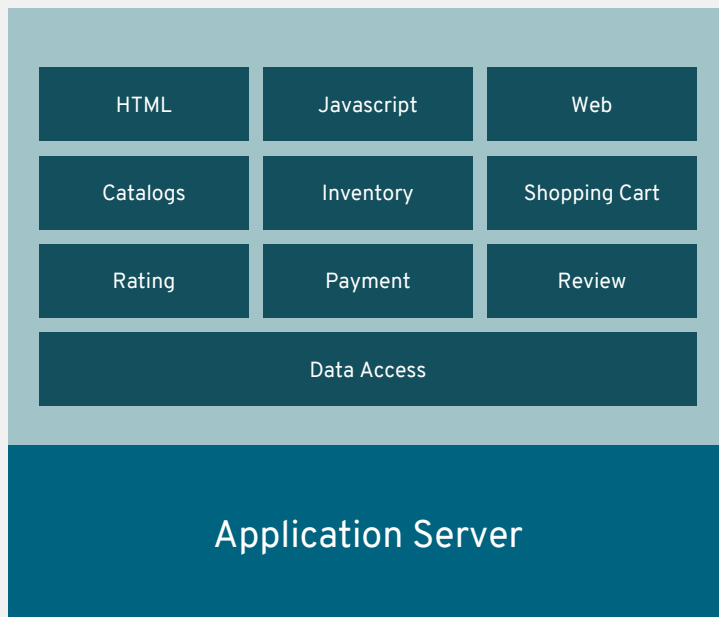 HTML
Javascript
Web
Catalogs
Inventory
Shopping Cart
Rating
Payment
Review
Data Access
Application Server